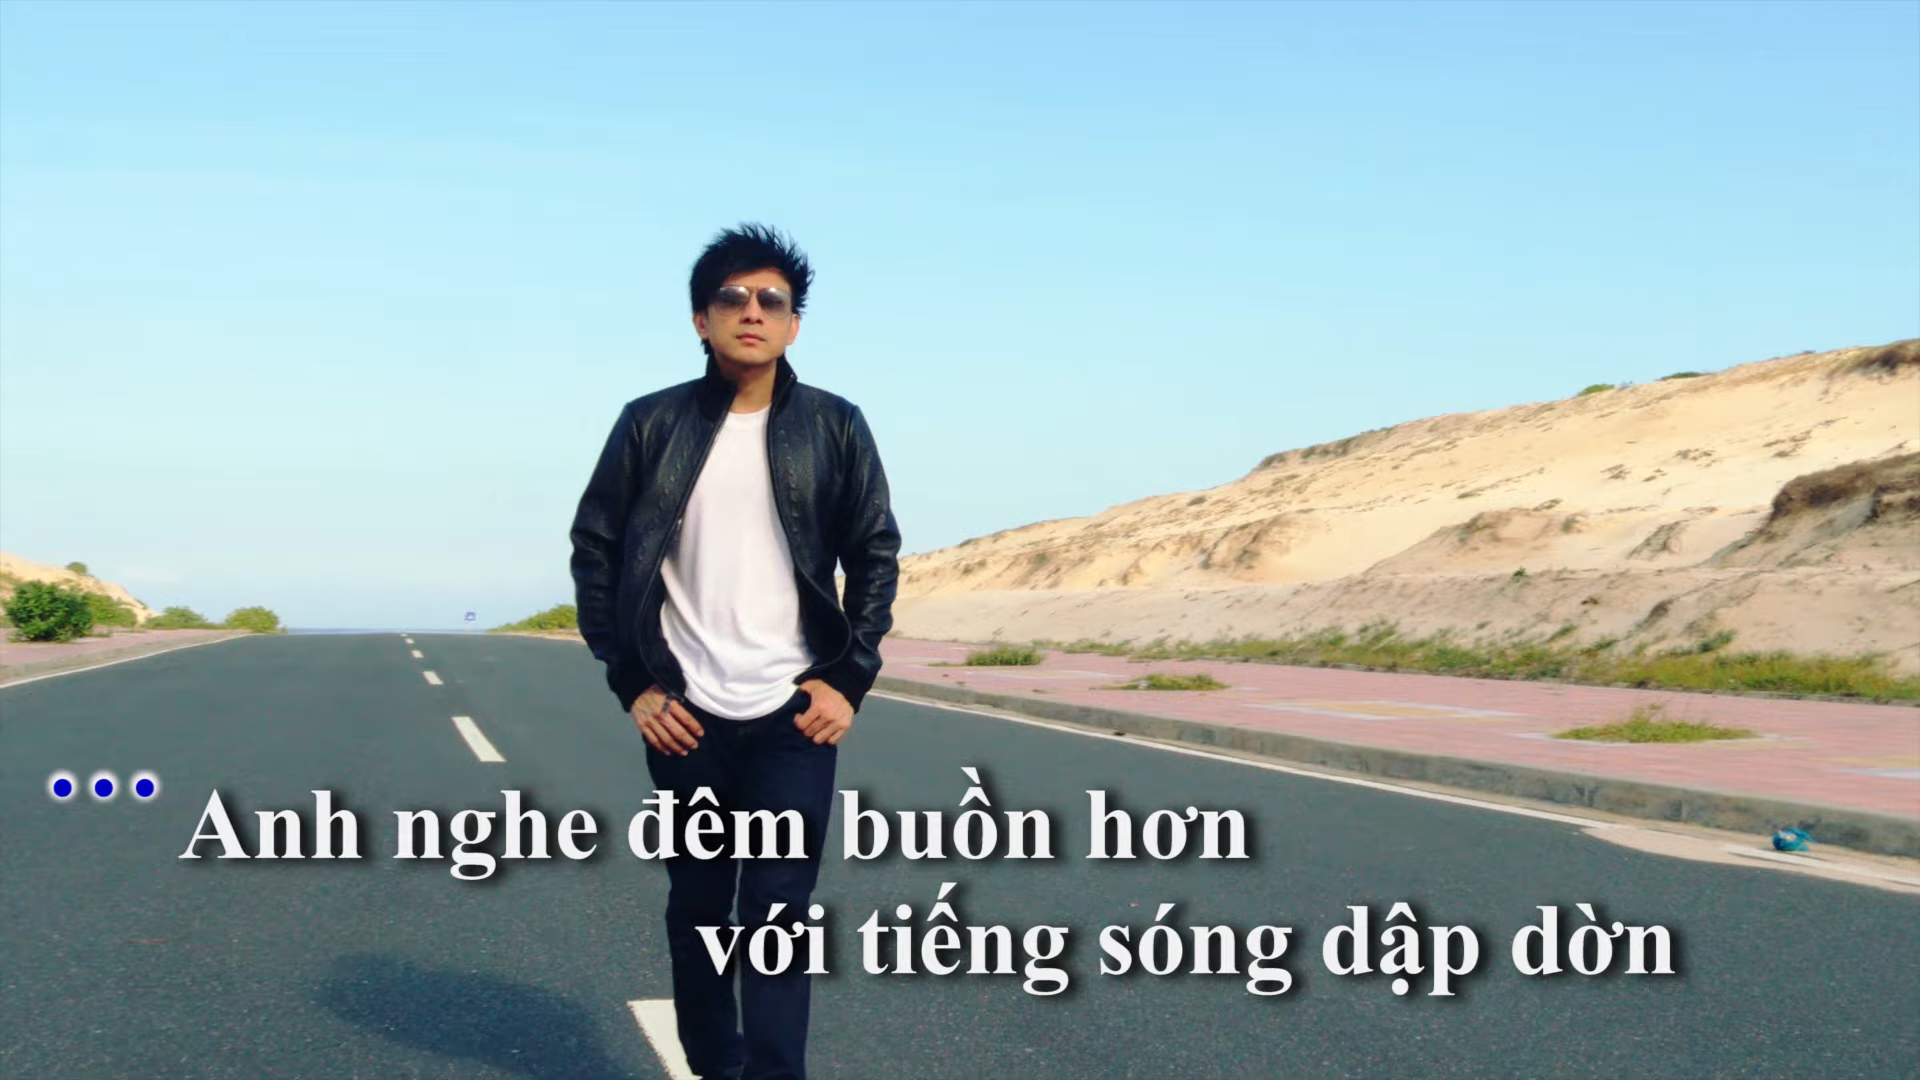 Anh nghe đêm buồn hơn
với tiếng sóng dập dờn